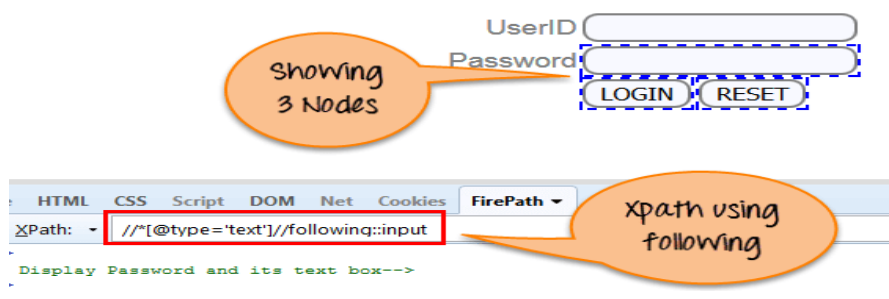 UserID
Password
LOGIN RESET
Showing
3 Nodes
HTML CSS Script DOM Net Cookies FirePath
XPath: //*[@type='text']//following::input
Xpath using
following
Display Password and its text box-->